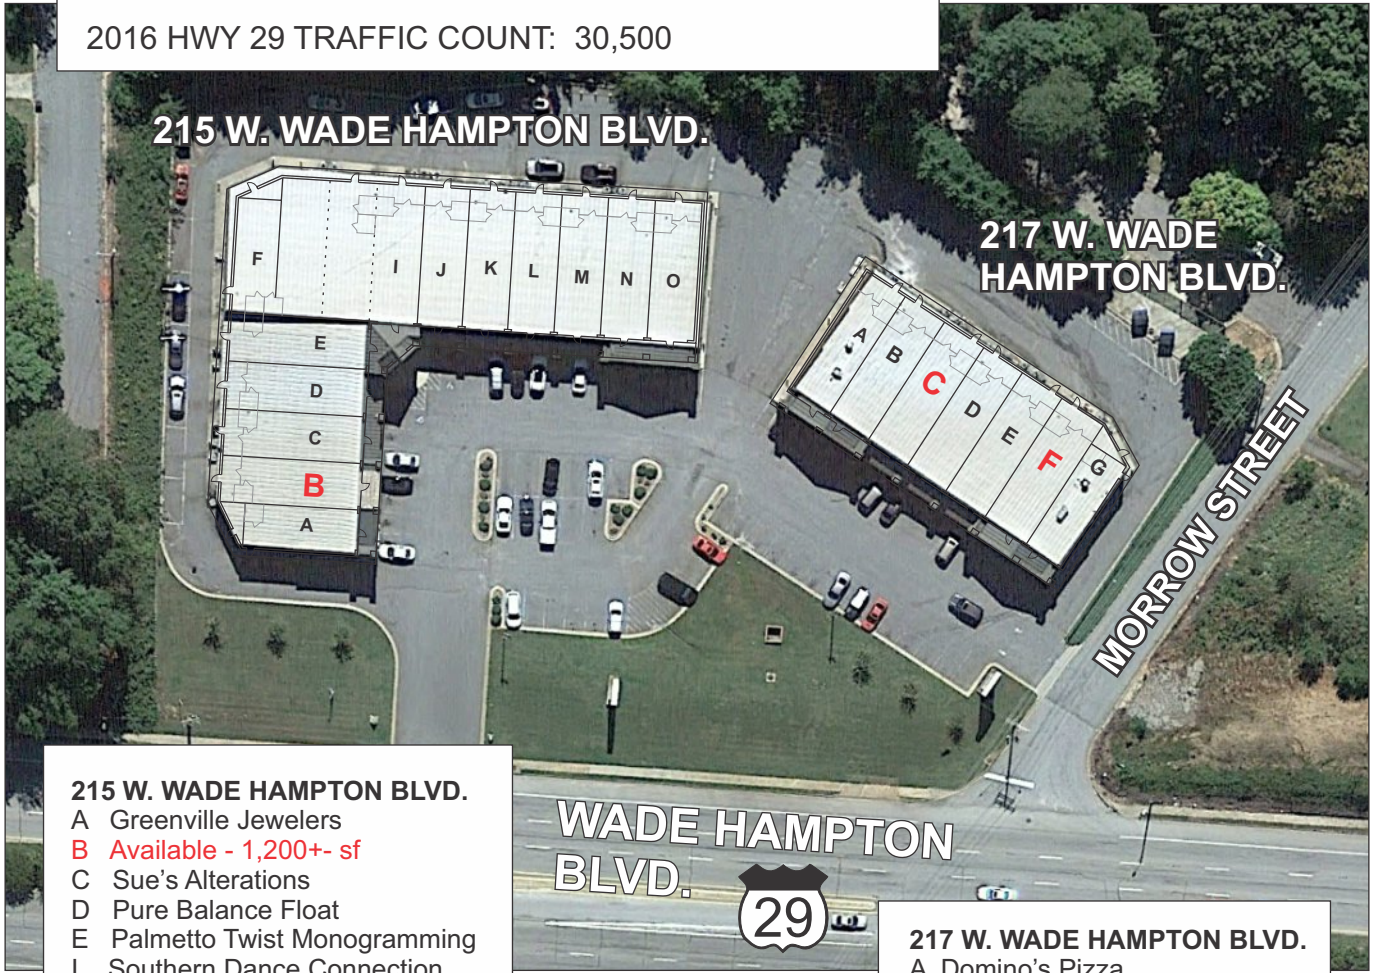 2016 HWY 29 TRAFFIC COUNT: 30,500
215 W. WADE HAMPTON BLVD.
217 W. WADE
HAMPTON BLVD.
F
I
J
K
L
M
N
O
E
D
C
B
A
A
B
C
D
E
F
G
MORROW STREET
WADE HAMPTON
BLVD.
29
215 W. WADE HAMPTON BLVD.
A Greenville Jewelers
B Available - 1,200+- sf
C Sue's Alterations
D Pure Balance Float
E Palmetto Twist Monogramming
I Southern Dance Connection
217 W. WADE HAMPTON BLVD.
A Domino's Pizza